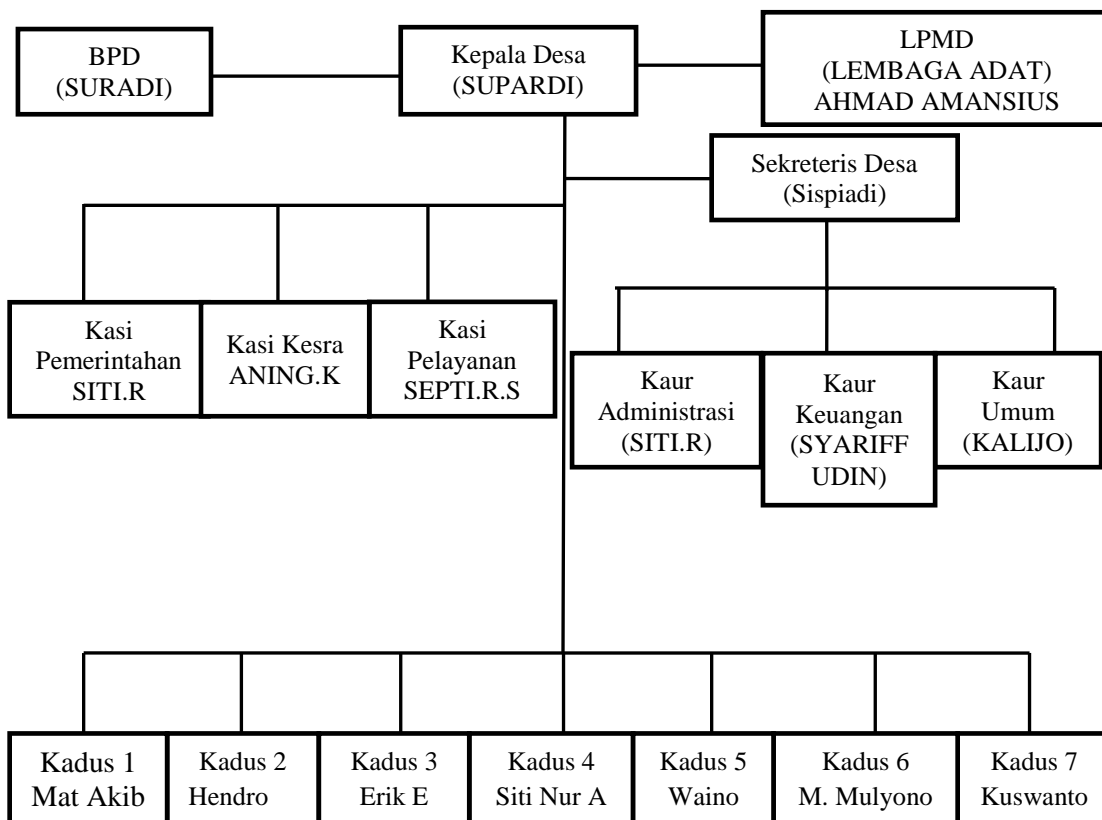 BPD
(SURADI)
Kepala Desa
(SUPARDI)
LPMD
(LEMBAGA ADAT)
AHMAD AMANSIUS
Sekreteris Desa
(Sispiadi)
Kasi
Pemerintahan
SITI.R
Kasi Kesra
ANING.K
Kasi
Pelayanan
SEPTI.R.S
Kaur
Administrasi
(SITI.R)
Kaur
Keuangan
(SYARIFF
UDIN)
Kaur
Umum
(KALIJO)
Kadus 1
Mat Akib
Kadus 2
Hendro
Kadus 3
Erik E
Kadus 4
Siti Nur A
Kadus 5
Waino
Kadus 6
M. Mulyono
Kadus 7
Kuswanto